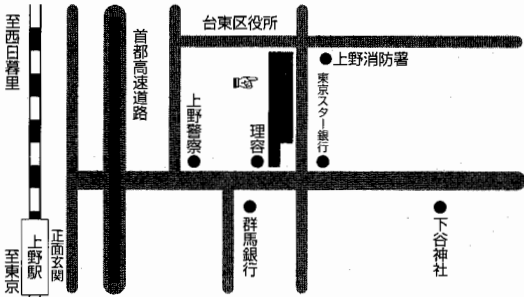 台東区役所
至西日暮里
首都高速道路
上野消防署
東京スター銀行
上野警察
理容
群馬銀行
下谷神社
正面玄関
上野駅
至東京